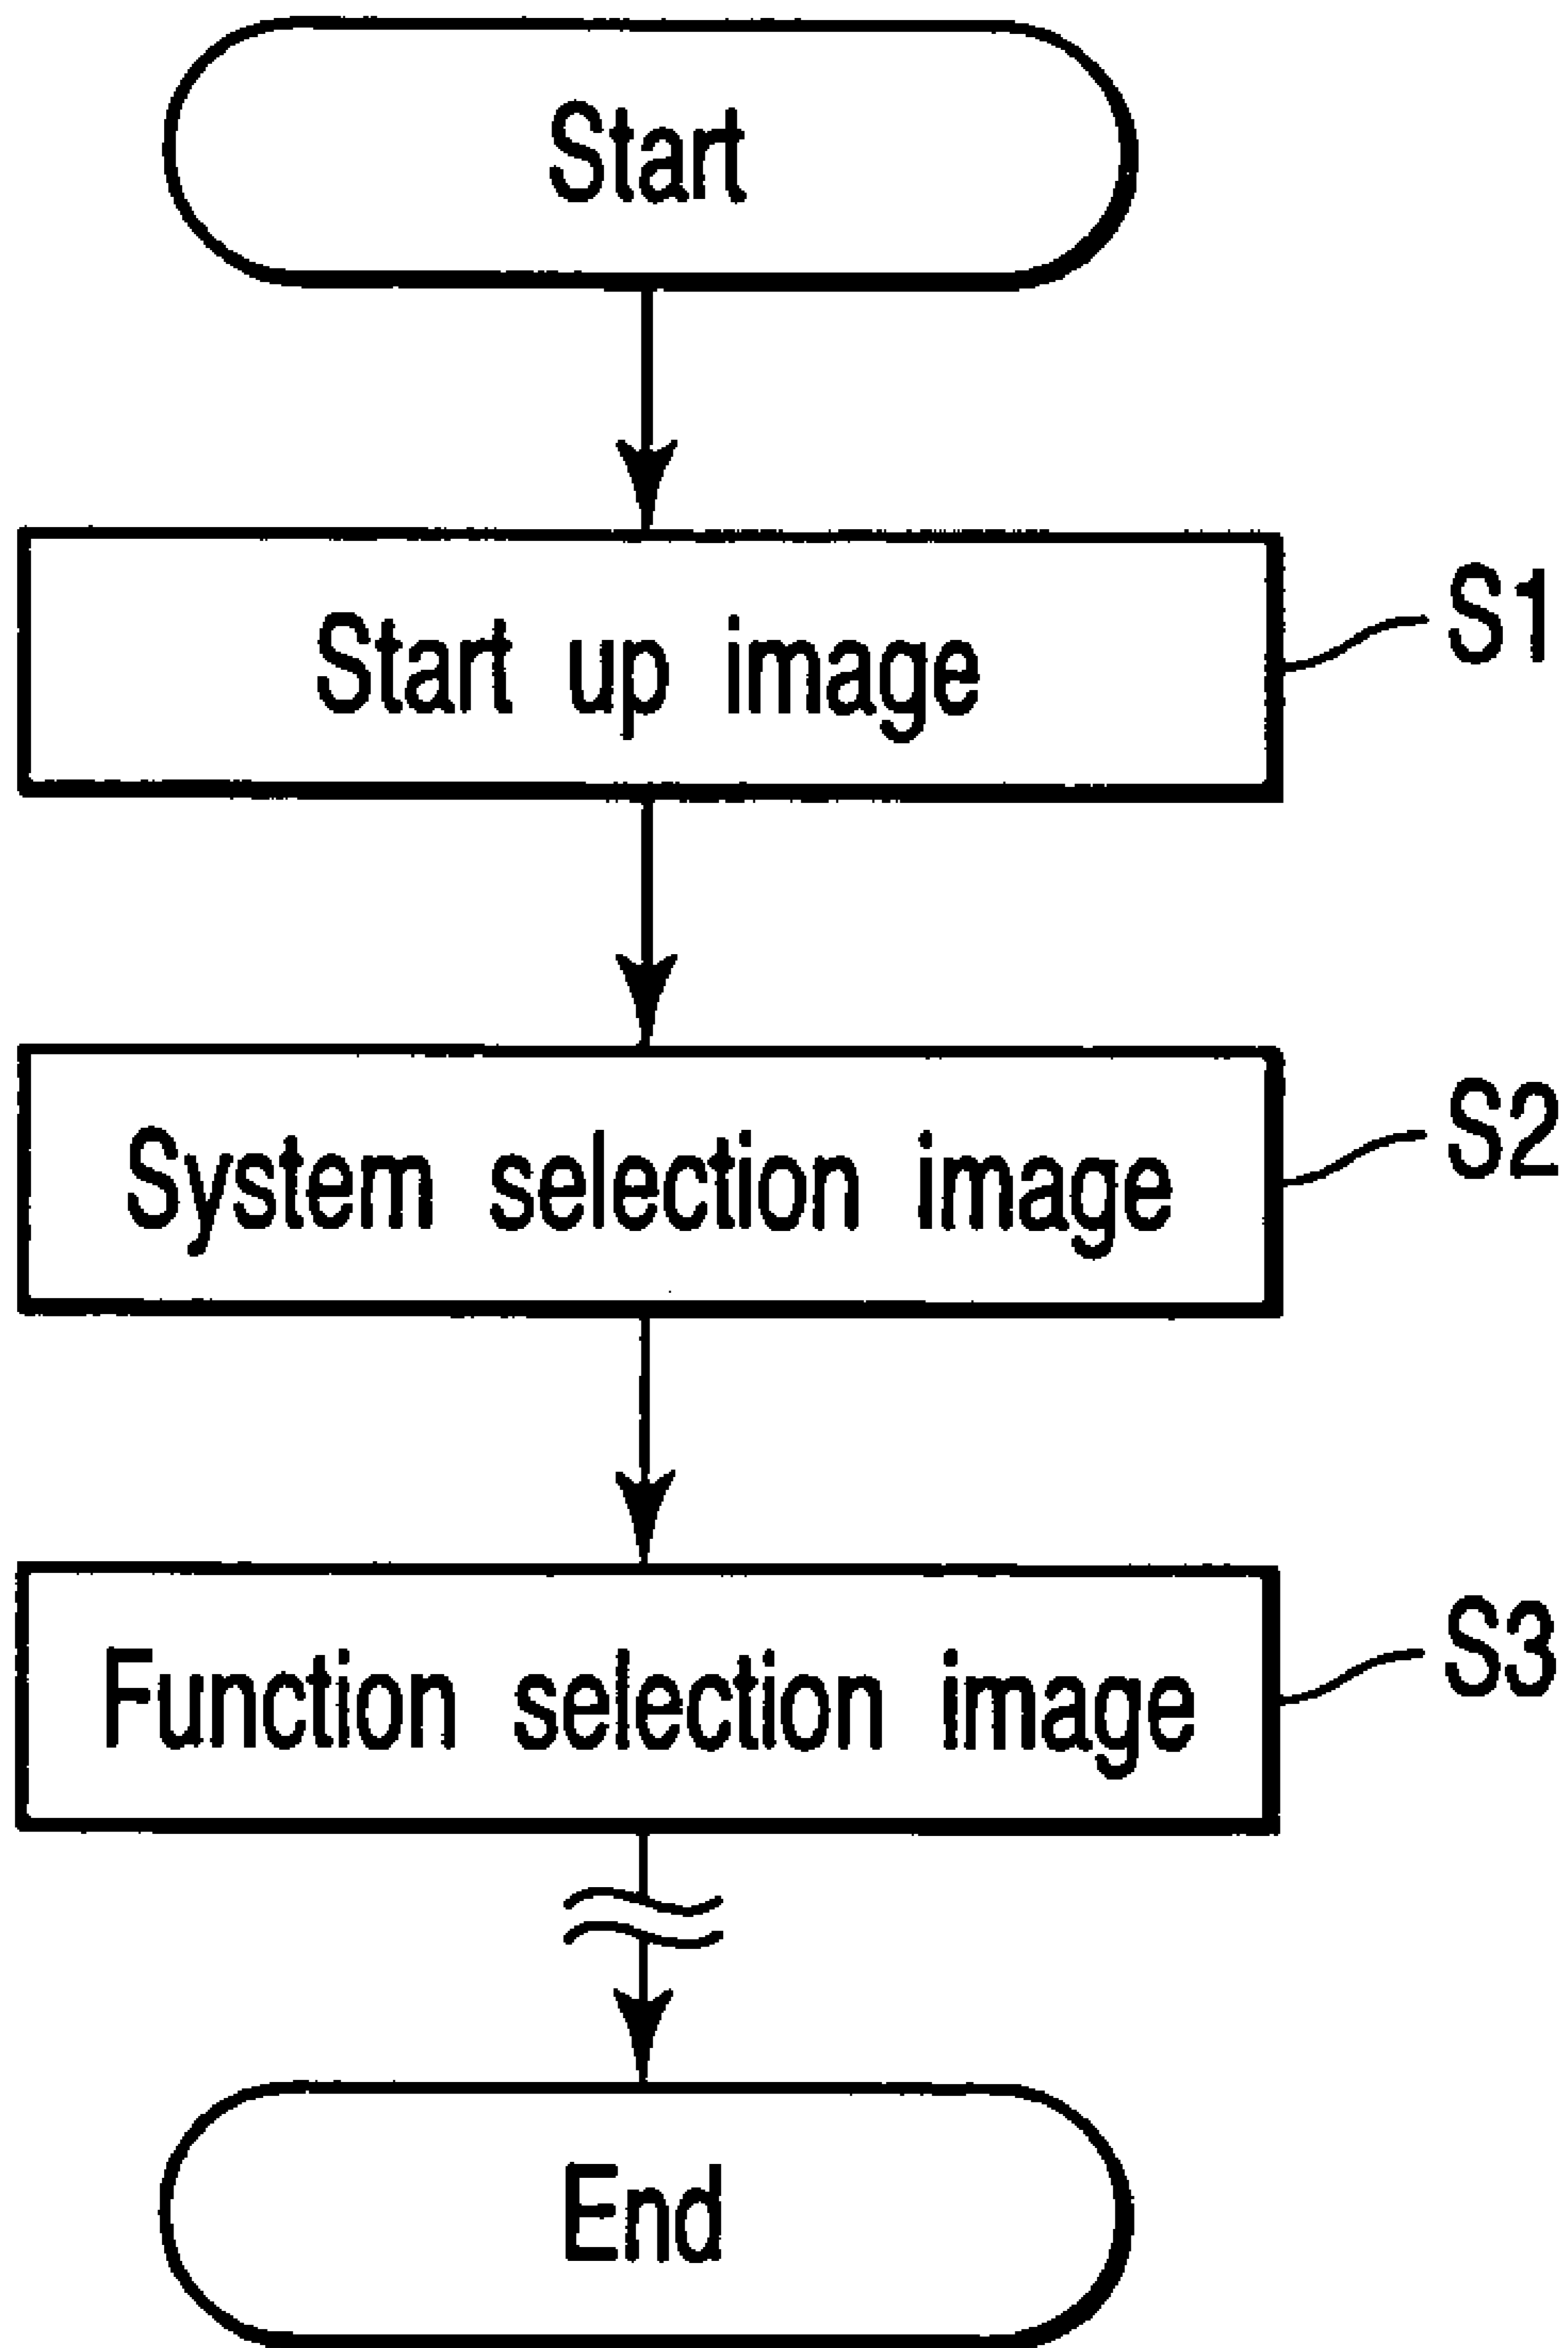 Start
Start up image
S1
System selection image
S2
Function selection image
S3
End